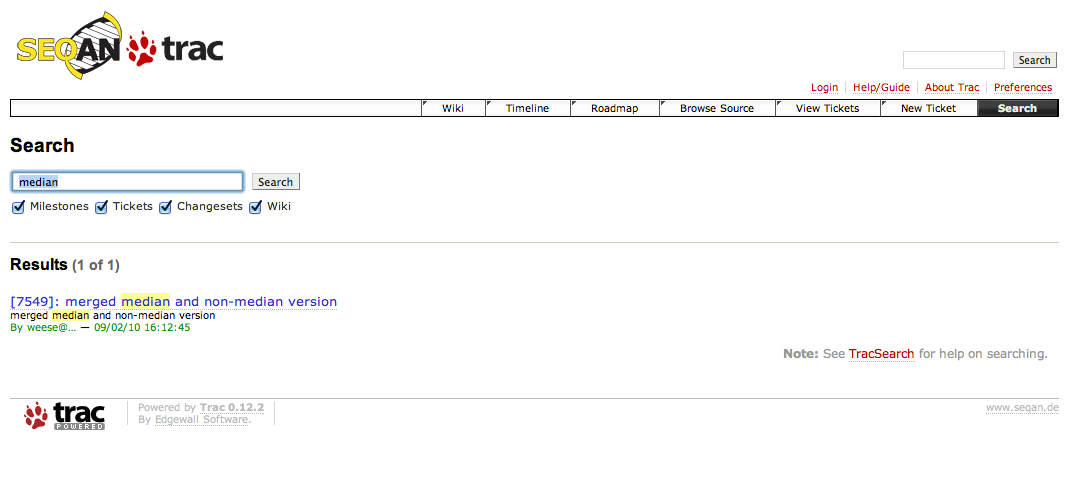 SEQAN trac
Search
Login Help/Guide About Trac Preferences
Wiki Timeline Roadmap Browse Source View Tickets New Ticket Search
Search
median Search
Milestones Tickets Changesets Wiki
Results (1 of 1)
[7549]: merged median and non-median version
merged median and non-median version
By weese@... — 09/02/10 16:12:45
Note: See TracSearch for help on searching.
trac POWERED
Powered by Trac 0.12.2
By Edgewall Software.
www.seqan.de